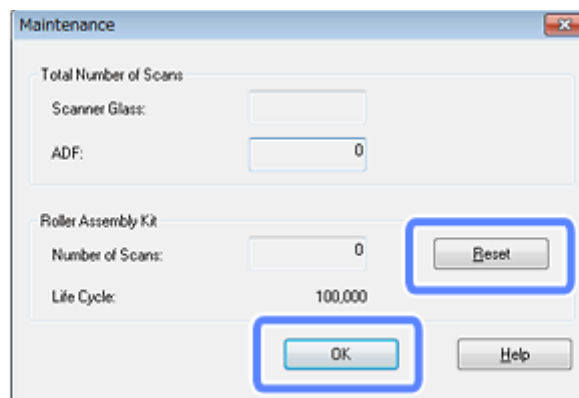 Maintenance
Total Number of Scans
Scanner Glass:
ADF: 0
Roller Assembly Kit
Number of Scans: 0 Reset
Life Cycle: 100,000
OK Help